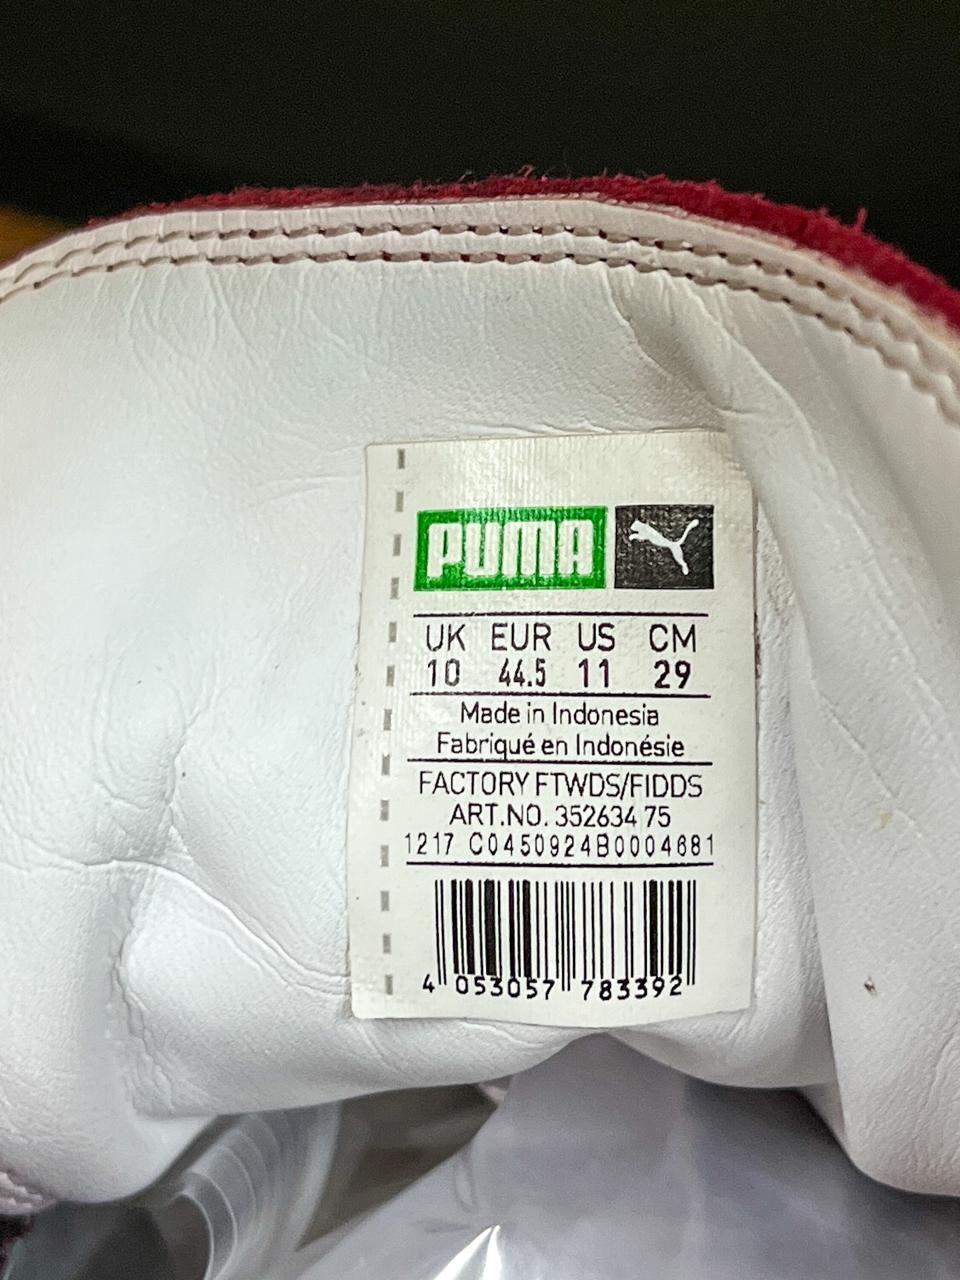 PUMA
UK EUR US CM
10 44.5 11 29
Made in Indonesia
Fabriqué en Indonésie
FACTORY FTWDS/FIDDS
ART.NO. 352634 75
1217 C0450924B0004681
4 053057 783392